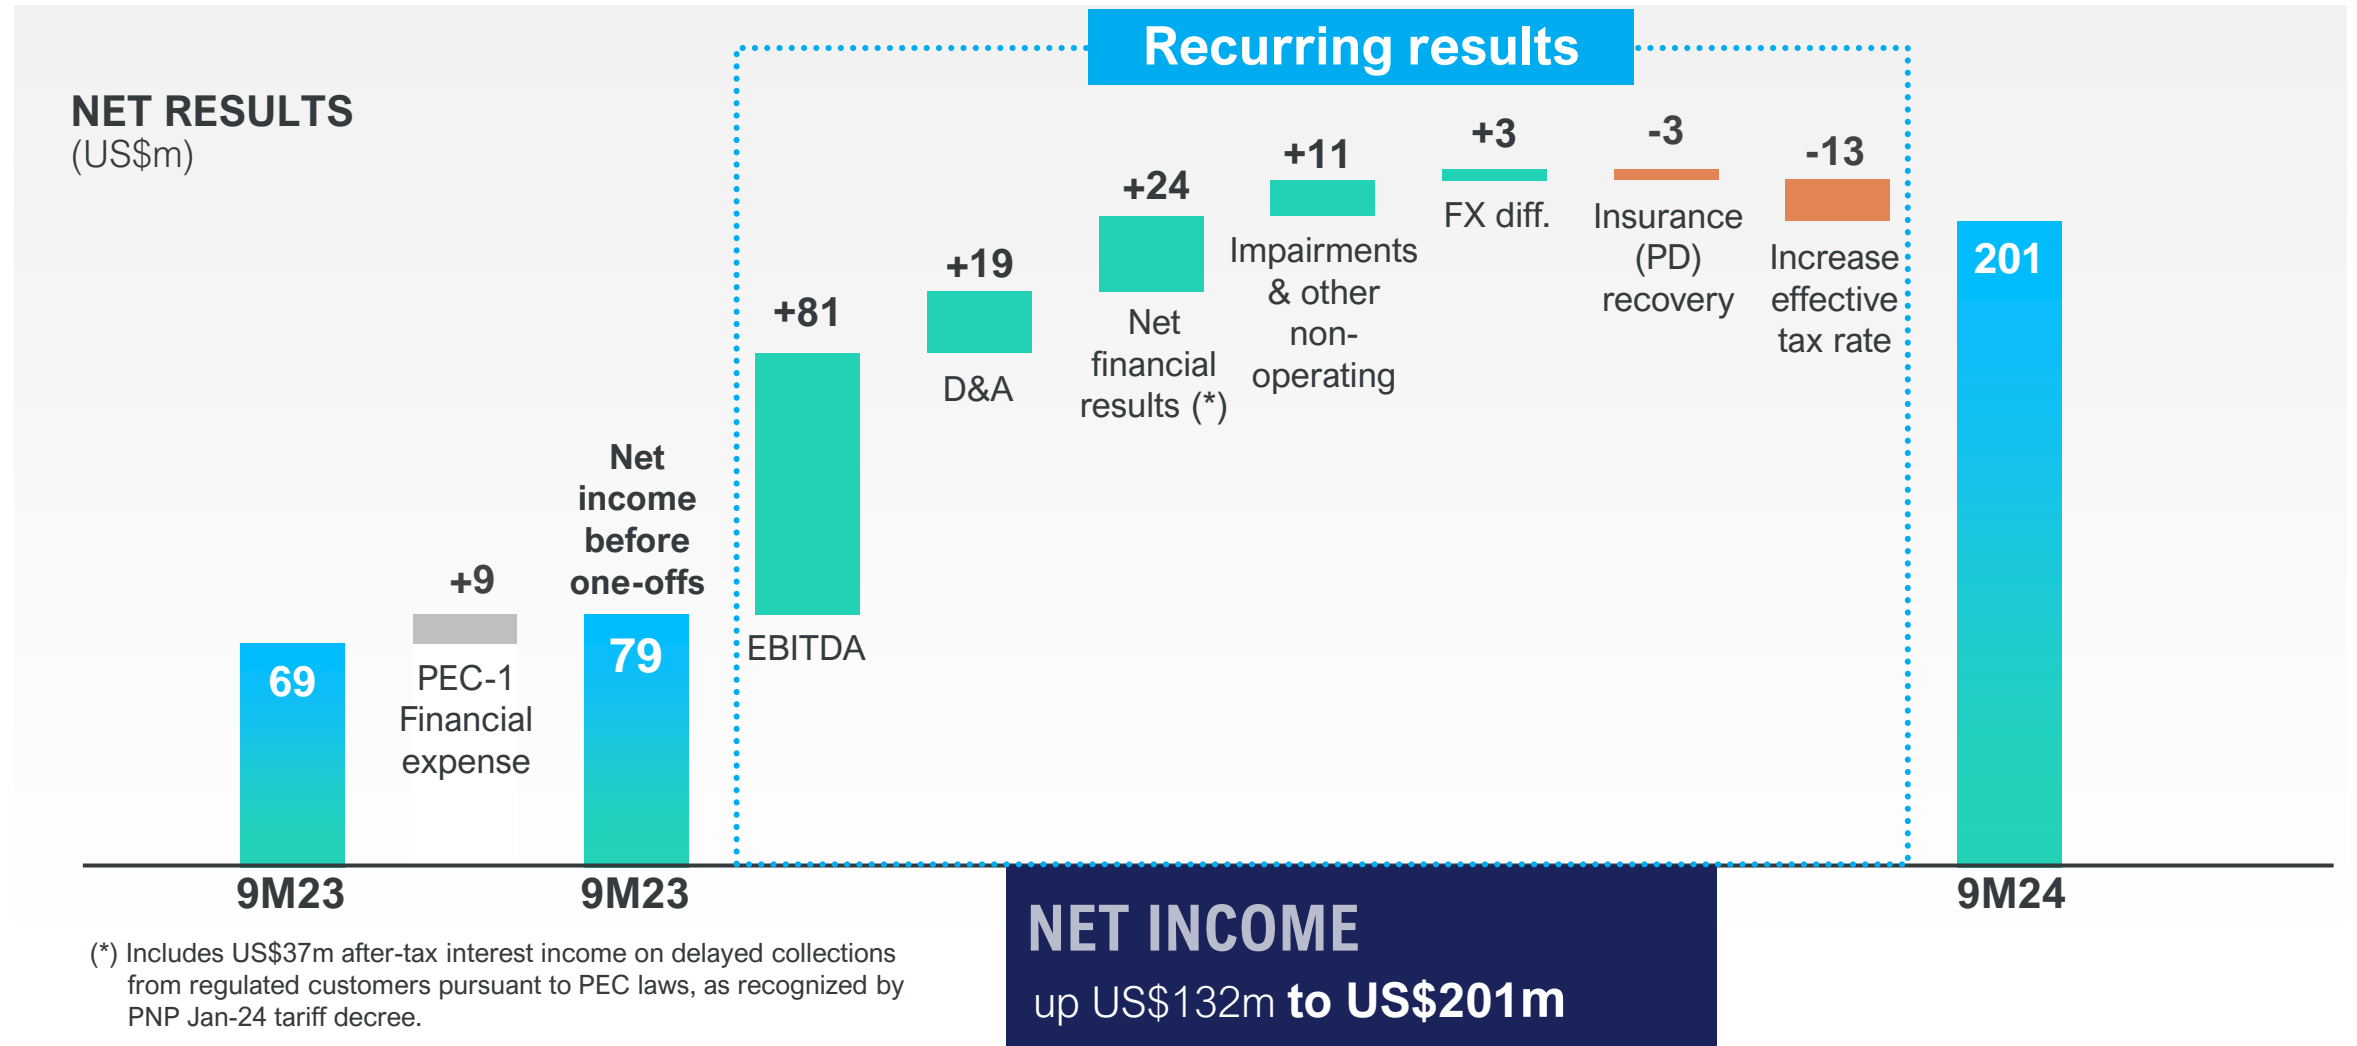 Recurring results
NET RESULTS
(US$m)
69
+9
PEC-1
Financial
expense
Net
income
before
one-offs
79
+81
EBITDA
+19
D&A
+24
Net
financial
results (*)
+11
Impairments
& other
non-
operating
+3
FX diff.
-3
Insurance
(PD)
recovery
-13
Increase
effective
tax rate
201
9M23
9M23
9M24
(*) Includes US$37m after-tax interest income on delayed collections
from regulated customers pursuant to PEC laws, as recognized by
PNP Jan-24 tariff decree.
NET INCOME
up US$132m to US$201m